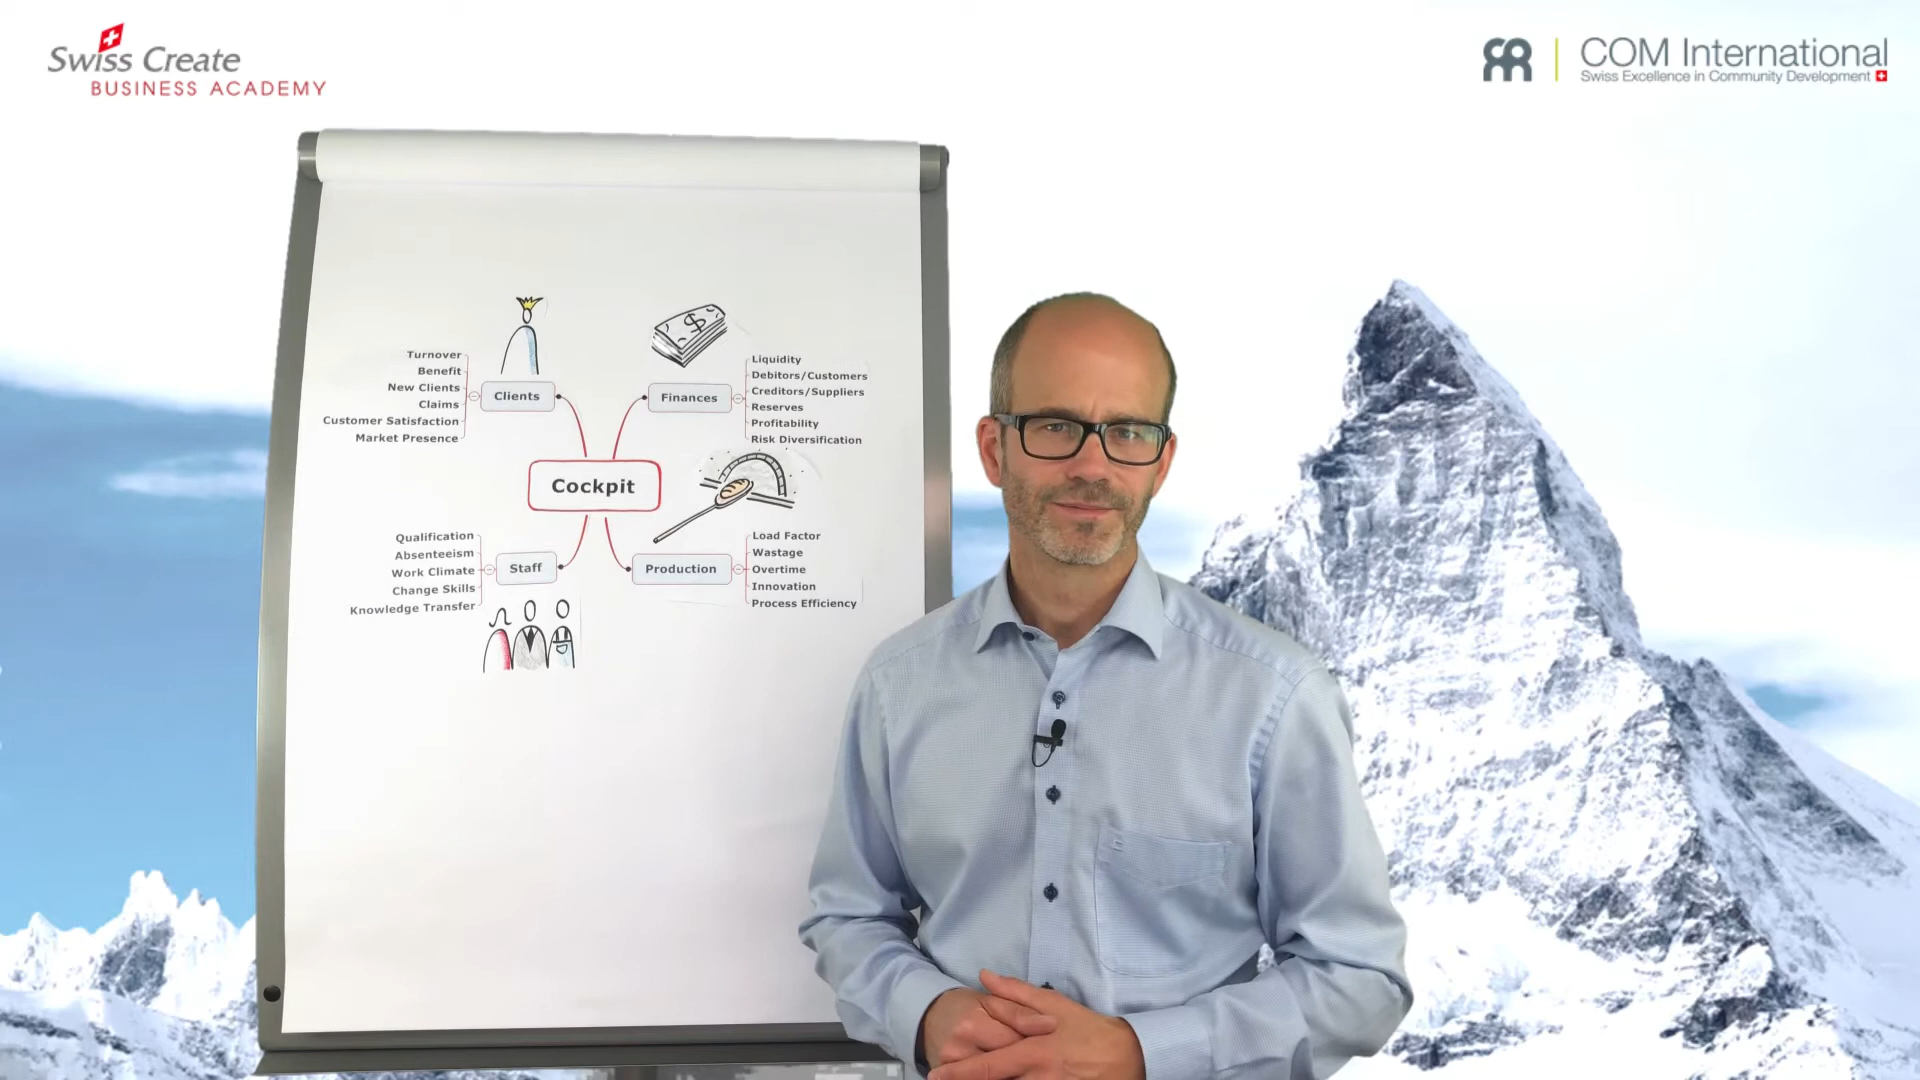 Swiss Create
BUSINESS ACADEMY
COM International
Swiss Excellence in Community Development
Turnover
Benefit
New Clients
Claims
Customer Satisfaction
Market Presence
Clients
Finances
Liquidity
Debitors/Customers
Creditors/Suppliers
Reserves
Profitability
Risk Diversification
Cockpit
Qualification
Absenteeism
Work Climate
Change Skills
Knowledge Transfer
Staff
Production
Load Factor
Wastage
Overtime
Innovation
Process Efficiency
$